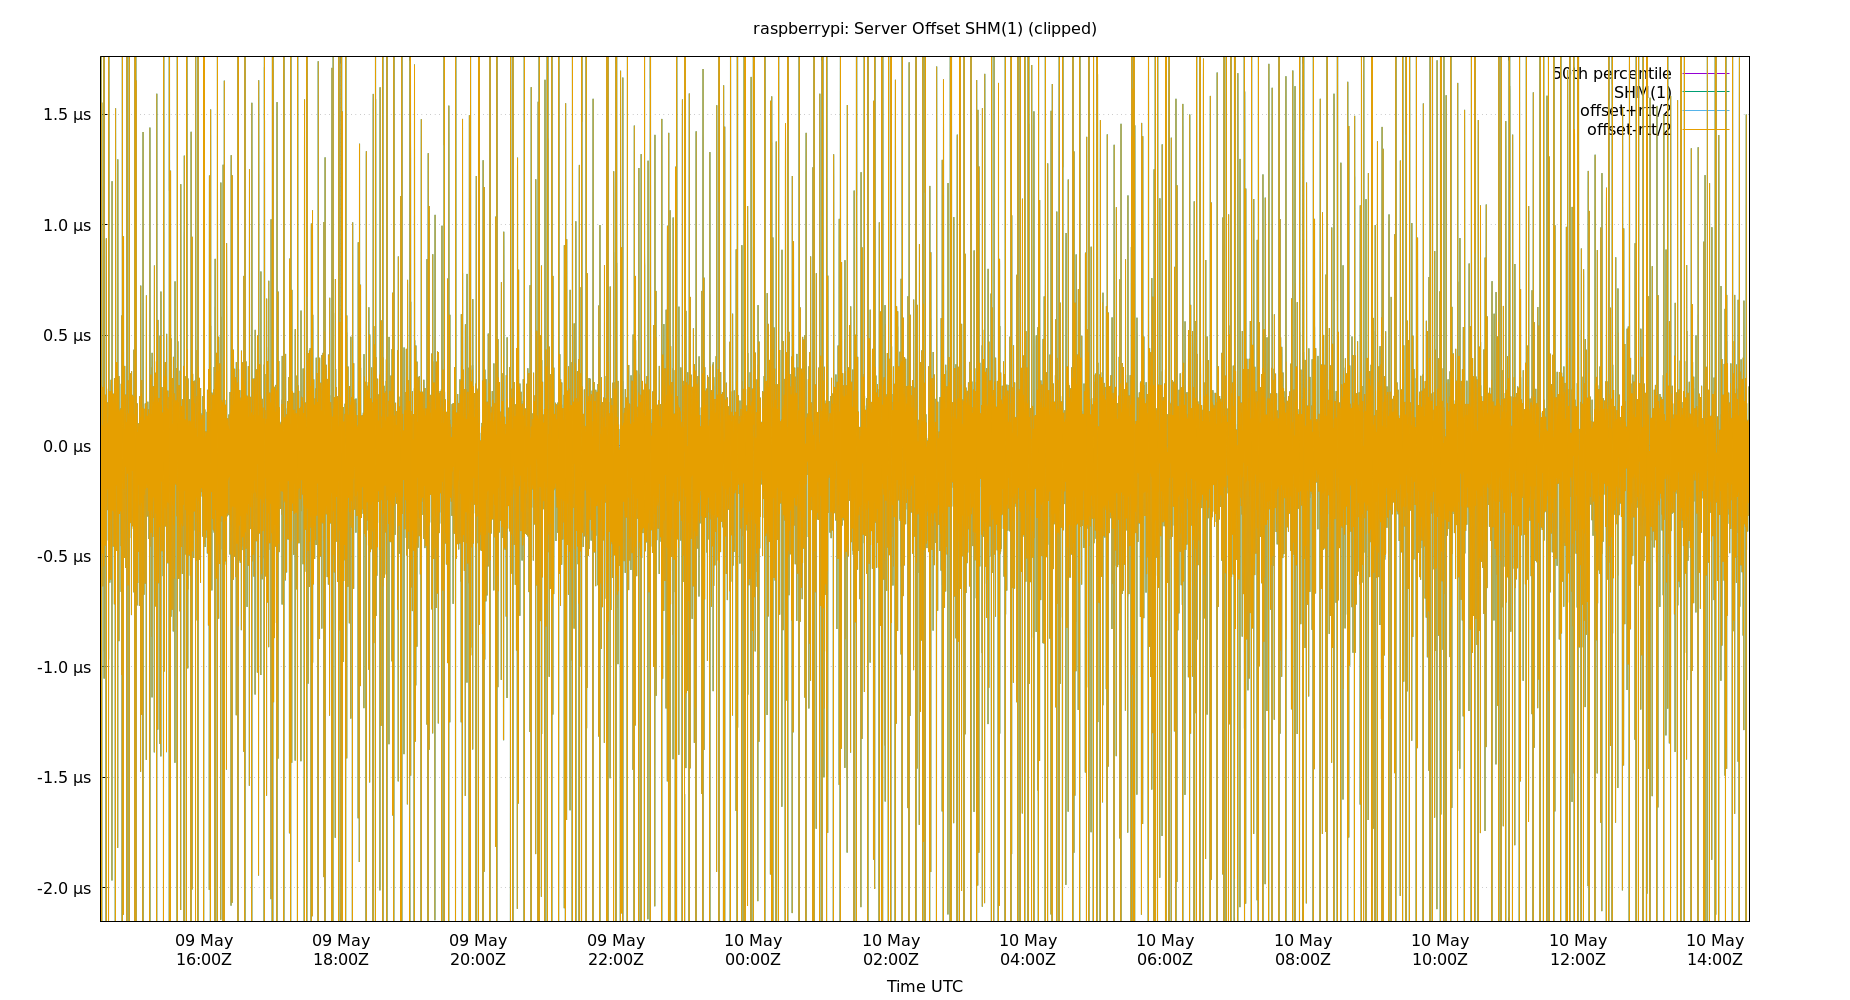 raspberrypi: Server Offset SHM(1) (clipped)
50th percentile
SHM(1)
offset+rtt/2
offset-rtt/2
1.5 µs
1.0 µs
0.5 µs
0.0 µs
-0.5 µs
-1.0 µs
-1.5 µs
-2.0 µs
09 May 09 May 09 May 09 May 10 May 10 May 10 May 10 May 10 May 10 May 10 May 10 May
16:00Z 18:00Z 20:00Z 22:00Z 00:00Z 02:00Z 04:00Z 06:00Z 08:00Z 10:00Z 12:00Z 14:00Z
Time UTC